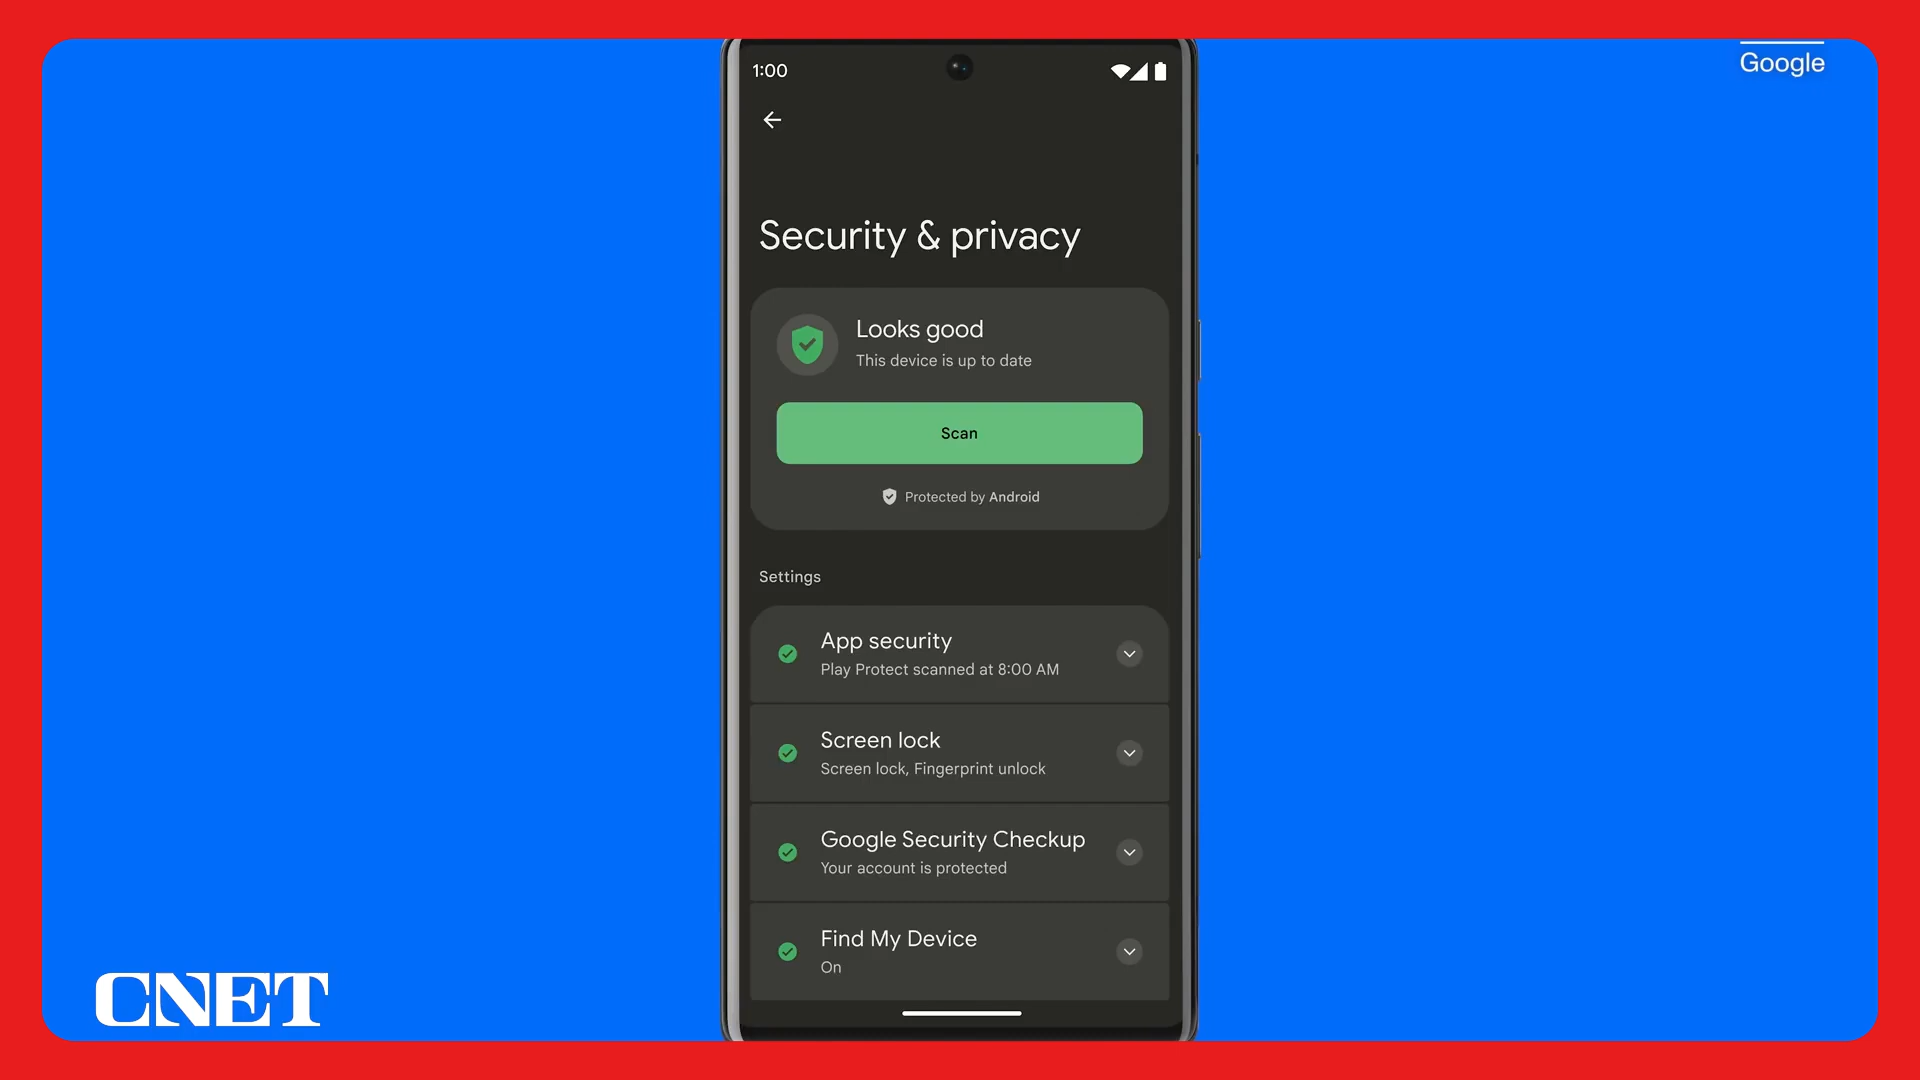 Google
1:00
Security & privacy
Looks good
This device is up to date
Scan
Protected by Android
Settings
App security
Play Protect scanned at 8:00 AM
Screen lock
Screen lock, Fingerprint unlock
Google Security Checkup
Your account is protected
Find My Device
On
CNET